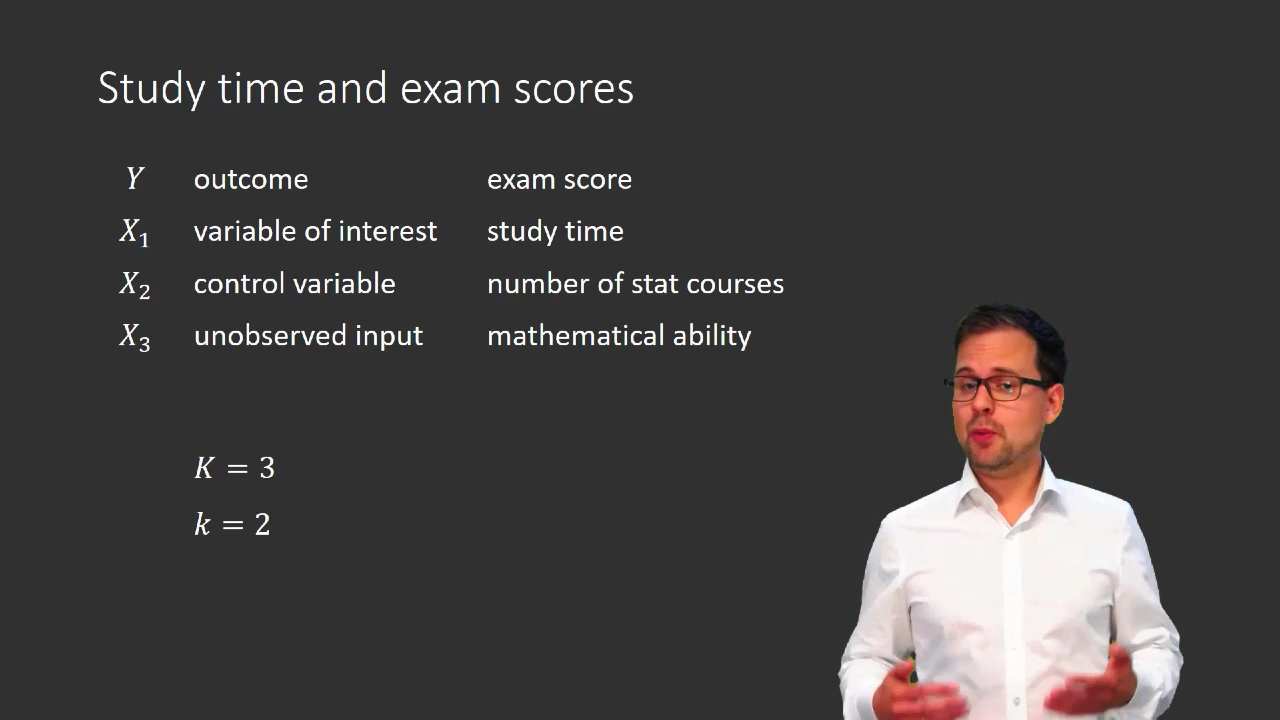 Study time and exam scores
Y outcome exam score
X₁ variable of interest study time
X₂ control variable number of stat courses
X₃ unobserved input mathematical ability
K = 3
k = 2